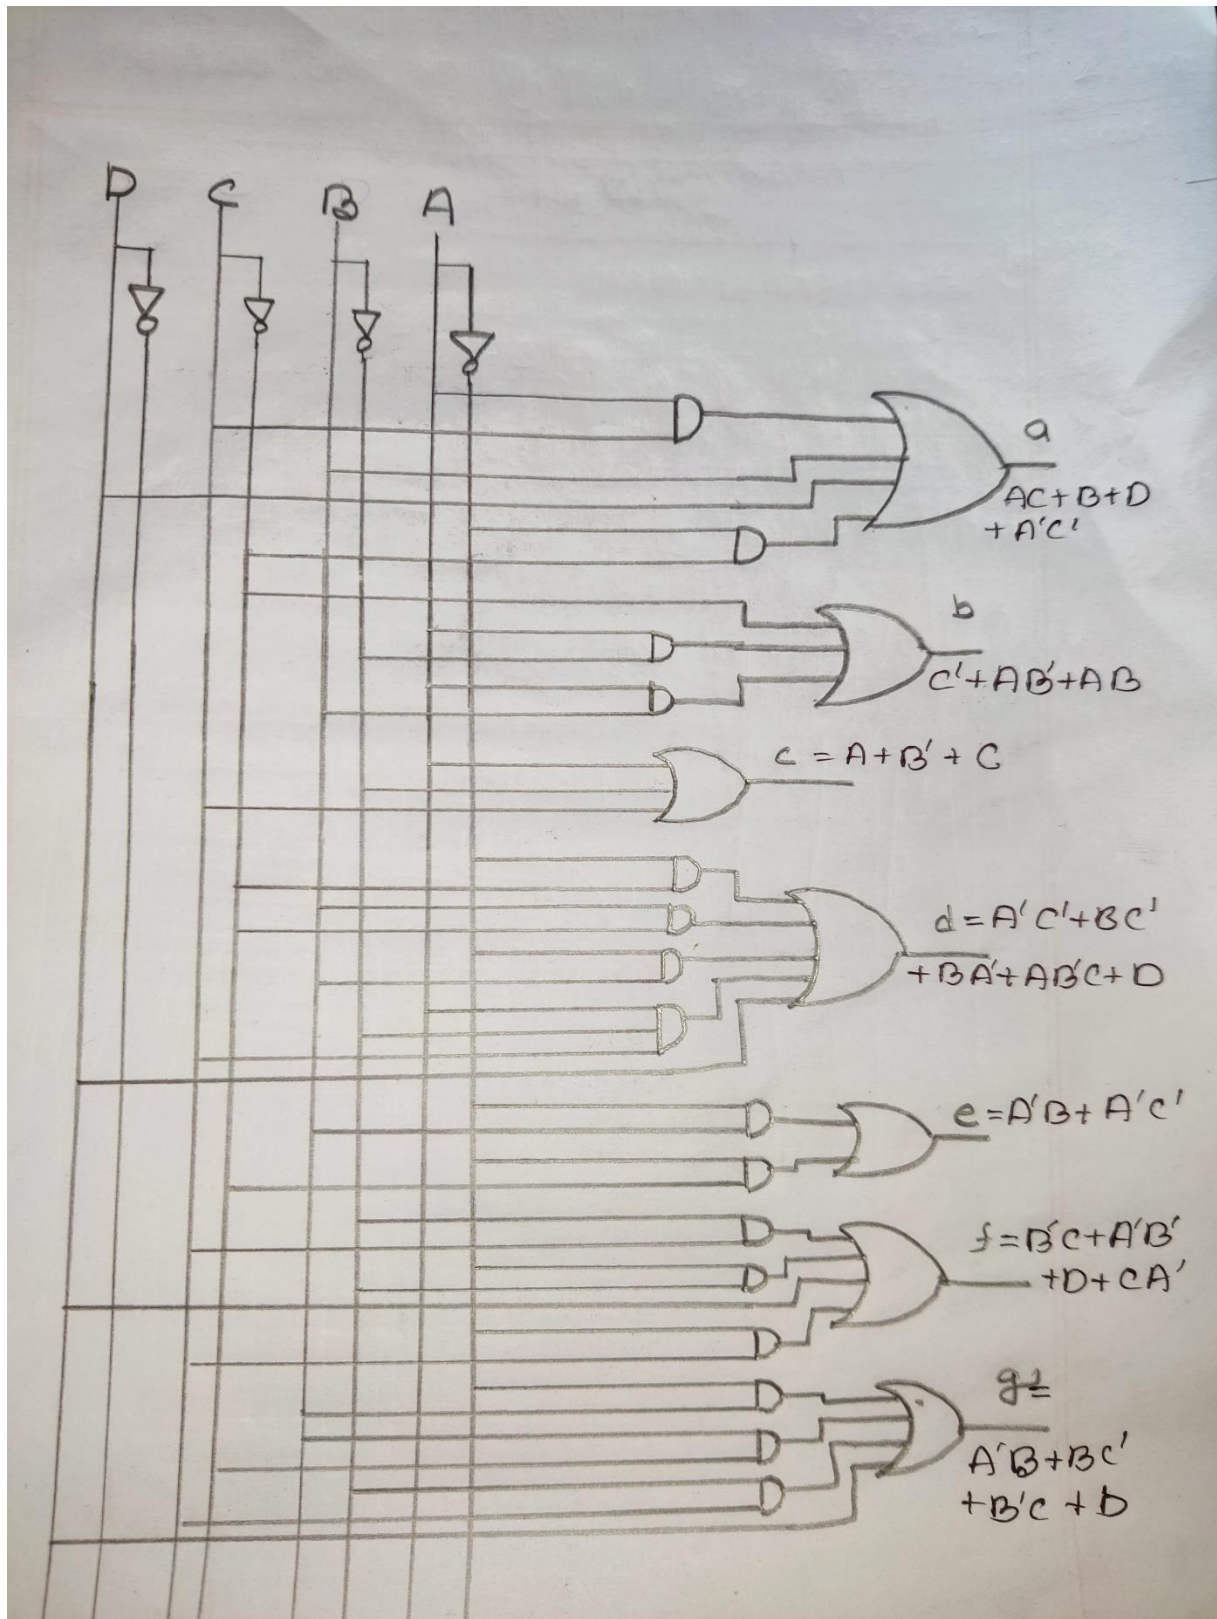 D C B A
a
AC+B+D
+A'C'
b
C'+AB'+AB
c = A+B'+C
d=A'C'+BC'
+BA'+AB'C+D
e=A'B+A'C'
f=B'C+A'B'
+D+CA'
g=
A'B+BC'
+B'C+D